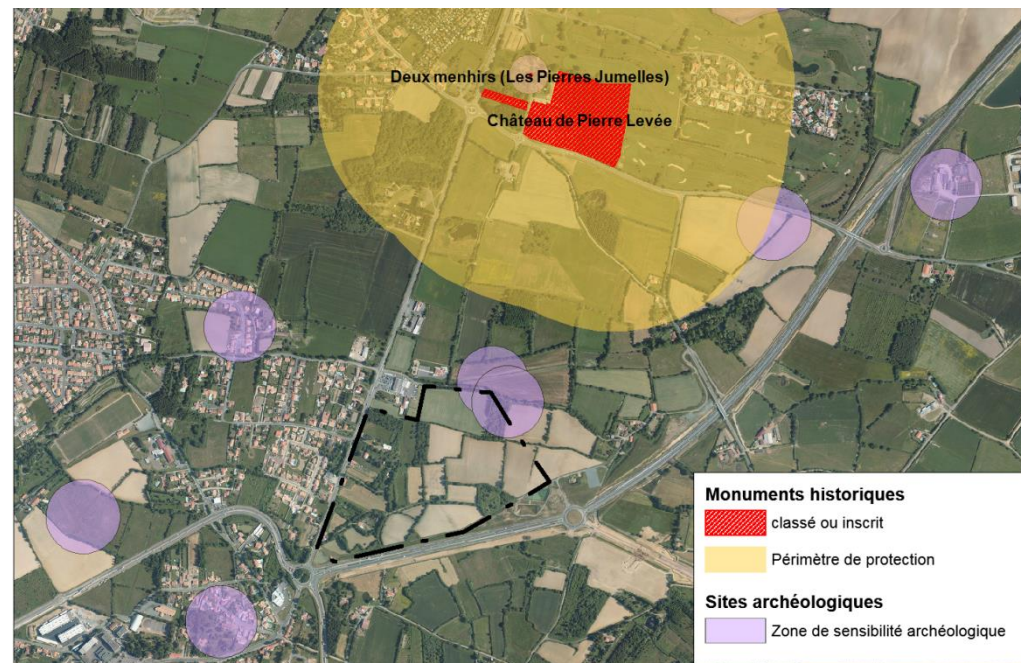 Deux menhirs (Les Pierres Jumelles)
Château de Pierre Levée
Monuments historiques
classé ou inscrit
Périmètre de protection
Sites archéologiques
Zone de sensibilité archéologique